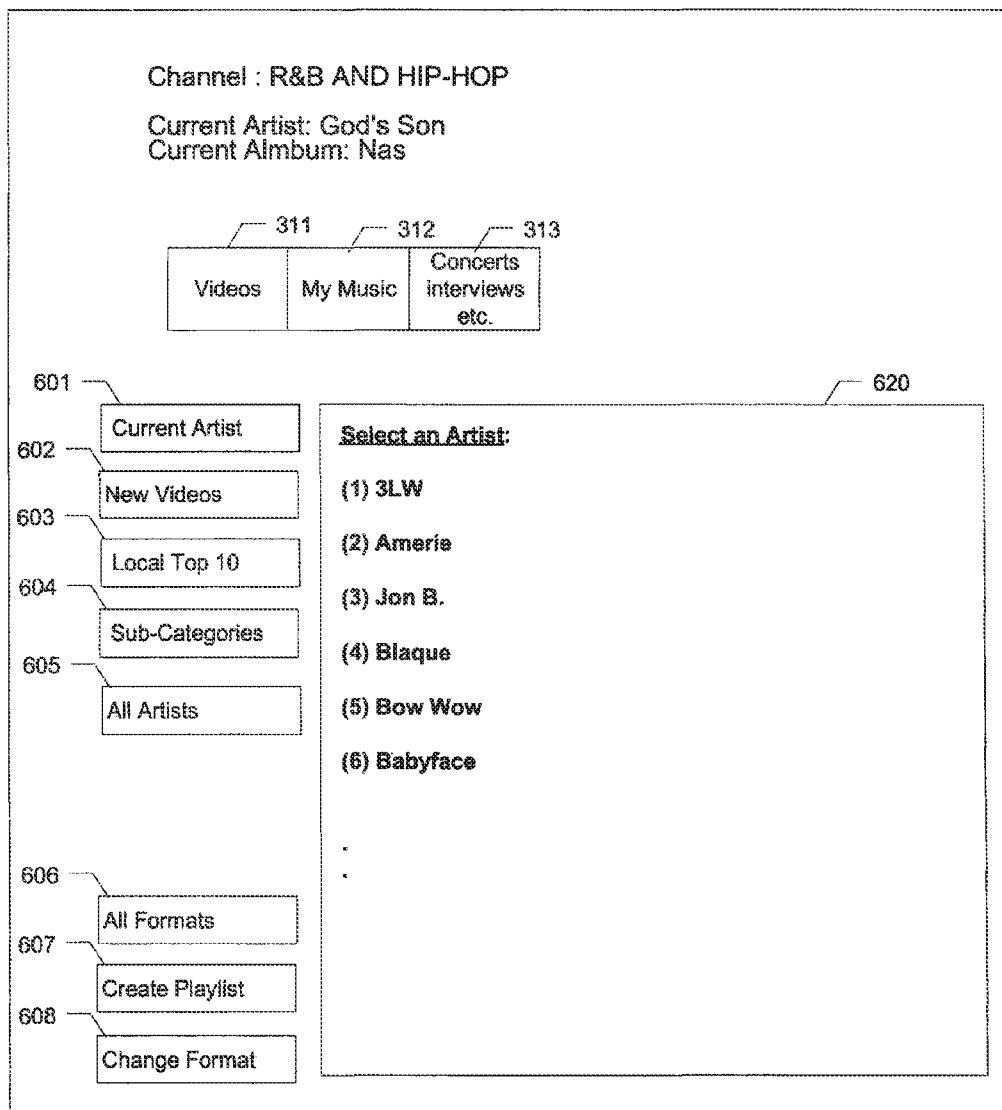 Channel : R&B AND HIP-HOP
Current Artist: God's Son
Current Almbum: Nas
311
312
313
Videos
My Music
Concerts
interviews
etc.
601
620
Current Artist
Select an Artist:
602
New Videos
(1) 3LW
603
(2) Amerie
Local Top 10
604
(3) Jon B.
Sub-Categories
605
(4) Blaque
All Artists
(5) Bow Wow
(6) Babyface
.
.
606
All Formats
607
Create Playlist
608
Change Format